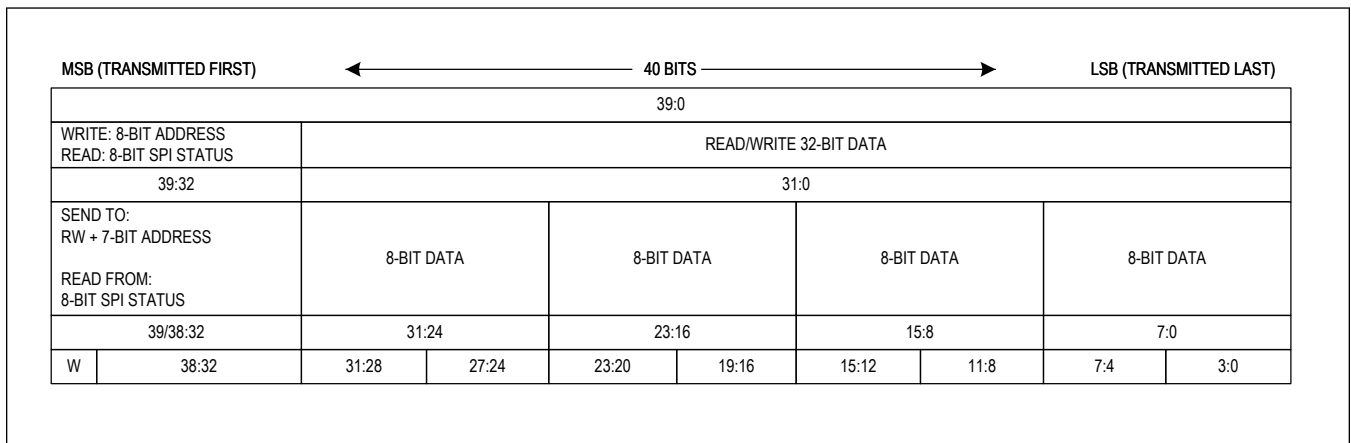 MSB (TRANSMITTED FIRST) 40 BITS LSB (TRANSMITTED LAST)
39:0
WRITE: 8-BIT ADDRESS
READ: 8-BIT SPI STATUS
READ/WRITE 32-BIT DATA
39:32 31:0
SEND TO:
RW + 7-BIT ADDRESS
READ FROM:
8-BIT SPI STATUS
8-BIT DATA 8-BIT DATA 8-BIT DATA 8-BIT DATA
39/38:32 31:24 23:16 15:8 7:0
W 38:32 31:28 27:24 23:20 19:16 15:12 11:8 7:4 3:0